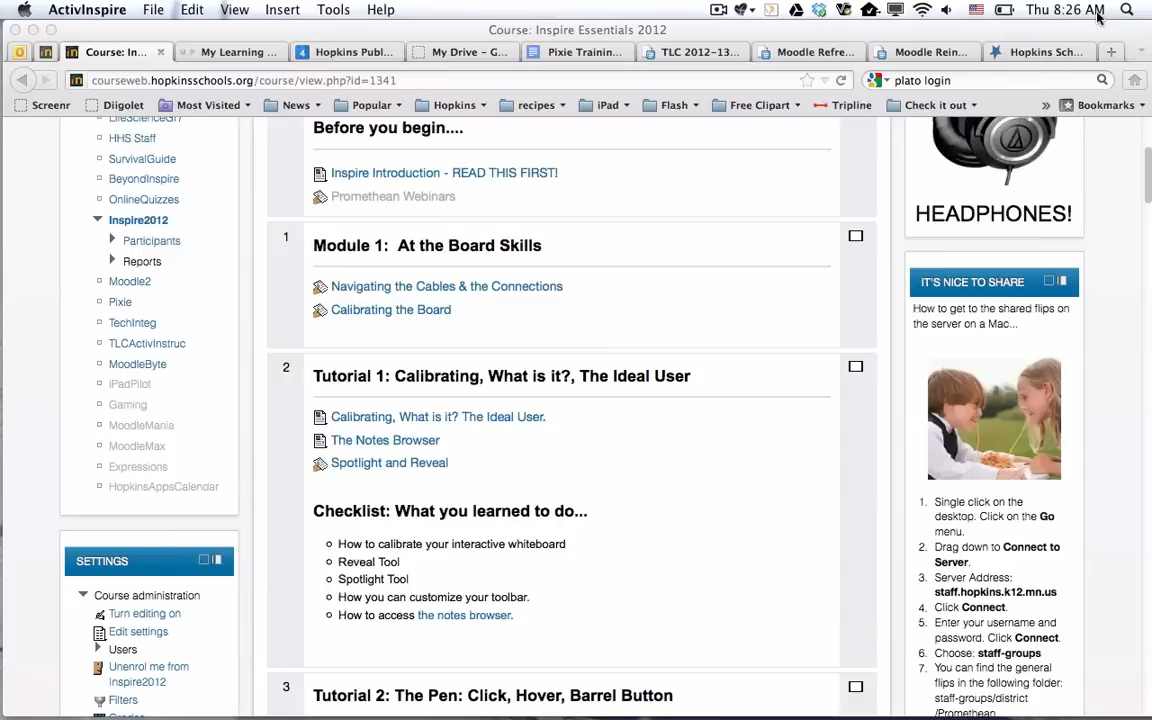 ActivInspire File Edit View Insert Tools Help Thu 8:26 AM
Course: Inspire Essentials 2012
Course: In... My Learning ... Hopkins Publ... My Drive – G... Pixie Training... TLC 2012-13... Moodle Refre... Moodle Rein... Hopkins Sch...
courseweb.hopkinsschools.org/course/view.php?id=1341 plato login
Screenr Diigolet Most Visited News Popular Hopkins recipes iPad Flash Free Clipart Tripline Check it out » Bookmarks
LifeScienceGr7
HHS Staff
SurvivalGuide
BeyondInspire
OnlineQuizzes
Inspire2012
Participants
Reports
Moodle2
Pixie
TechInteg
TLCActivInstruc
MoodleByte
iPadPilot
Gaming
MoodleMania
MoodleMax
Expressions
HopkinsAppsCalendar
SETTINGS
Course administration
Turn editing on
Edit settings
Users
Unenrol me from
Inspire2012
Filters
Before you begin....
Inspire Introduction - READ THIS FIRST!
Promethean Webinars
1
Module 1: At the Board Skills
Navigating the Cables & the Connections
Calibrating the Board
2
Tutorial 1: Calibrating, What is it?, The Ideal User
Calibrating, What is it? The Ideal User.
The Notes Browser
Spotlight and Reveal
Checklist: What you learned to do...
How to calibrate your interactive whiteboard
Reveal Tool
Spotlight Tool
How you can customize your toolbar.
How to access the notes browser.
3
Tutorial 2: The Pen: Click, Hover, Barrel Button
HEADPHONES!
IT'S NICE TO SHARE
How to get to the shared flips on
the server on a Mac...
1. Single click on the
desktop. Click on the Go
menu.
2. Drag down to Connect to
Server.
3. Server Address:
staff.hopkins.k12.mn.us
4. Click Connect.
5. Enter your username and
password. Click Connect.
6. Choose: staff-groups
7. You can find the general
flips in the following folder:
staff-groups/district
/Promethean